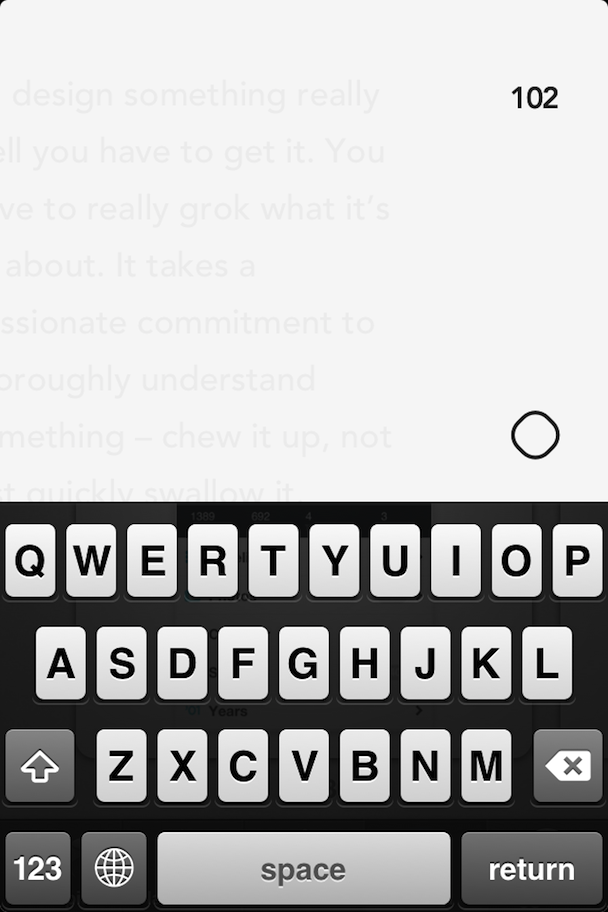 design something really
102
ell you have to get it. You
ve to really grok what it's
about. It takes a
ssionate commitment to
oroughly understand
mething – chew it up, not
st quickly swallow it.
1389 692 4 3
Q W E R T Y U I O P
A S D F G H J K L
Years
Z X C V B N M
123 space return